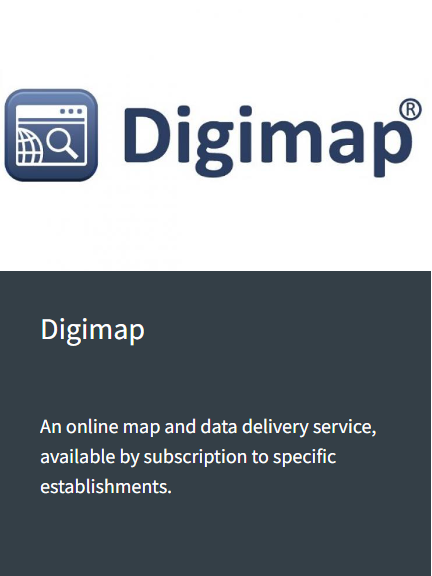 Digimap®
Digimap
An online map and data delivery service,
available by subscription to specific
establishments.